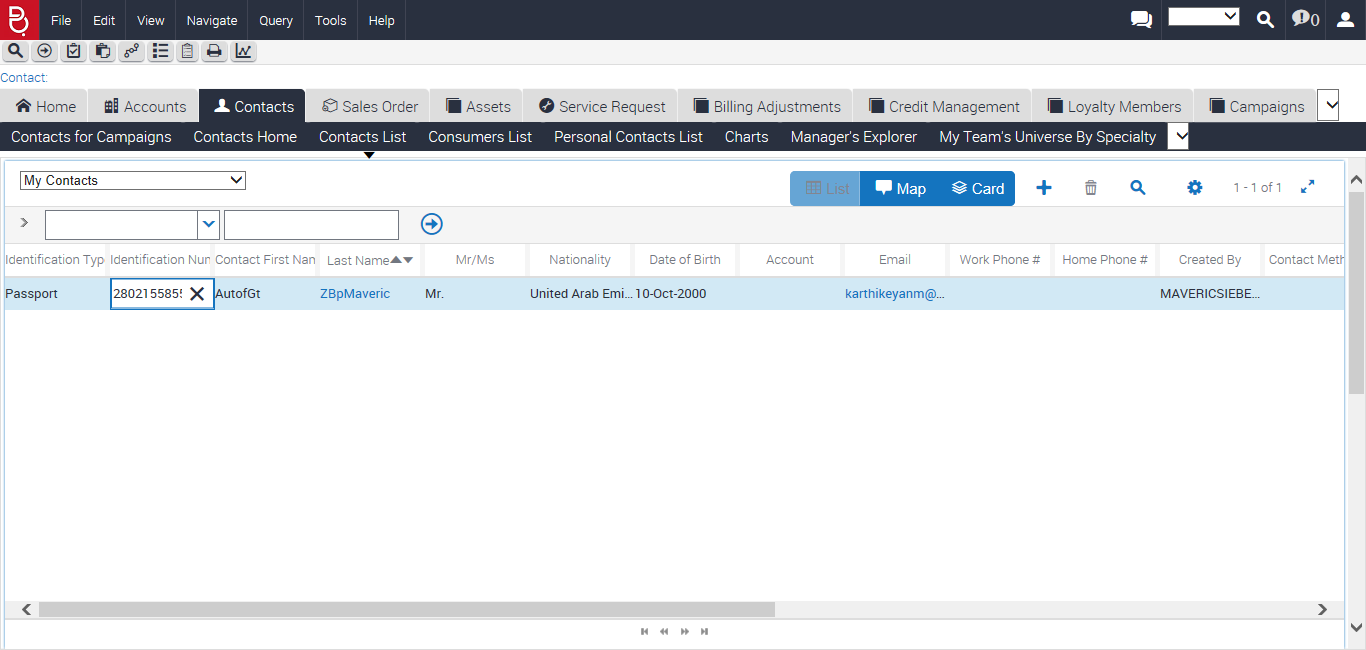 File Edit View Navigate Query Tools Help 0
Contact:
Home Accounts Contacts Sales Order Assets Service Request Billing Adjustments Credit Management Loyalty Members Campaigns
Contacts for Campaigns Contacts Home Contacts List Consumers List Personal Contacts List Charts Manager's Explorer My Team's Universe By Specialty
My Contacts List Map Card 1 - 1 of 1
Identification Typ Identification Nun Contact First Nan Last Name Mr/Ms Nationality Date of Birth Account Email Work Phone # Home Phone # Created By Contact Meth
Passport 280215585 AutofGt ZBpMaveric Mr. United Arab Emi... 10-Oct-2000 karthikeyanm@... MAVERICSIEBE...